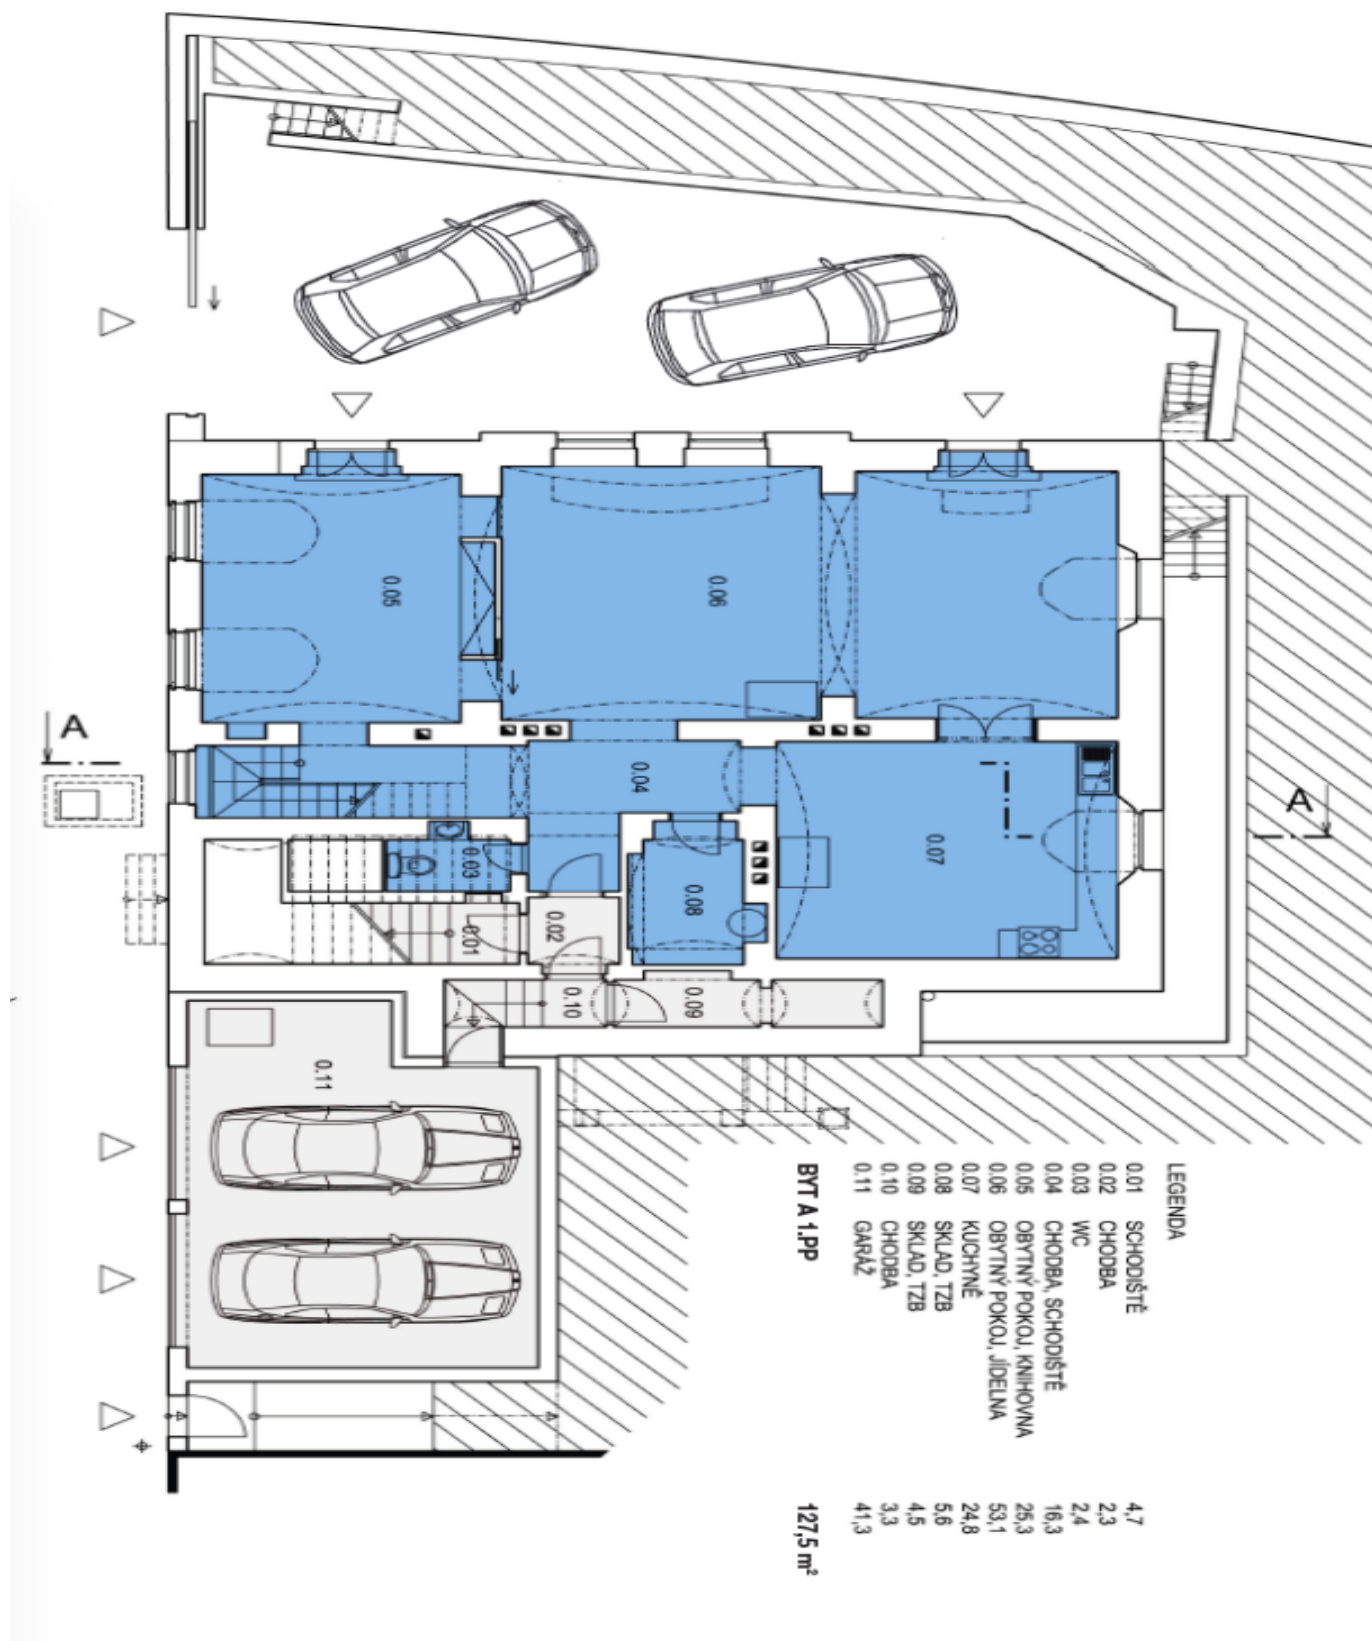 A
A
0.05
0.06
0.04
0.07
0.03
0.08
0.01
0.02
0.10
0.09
0.11
LEGENDA
0.01 SCHODIŠTĚ 4,7
0.02 CHODBA 2,3
0.03 WC 2,4
0.04 CHODBA, SCHODIŠTĚ 16,3
0.05 OBYTNÝ POKOJ, KNIHOVNA 25,3
0.06 OBYTNÝ POKOJ, JÍDELNA 53,1
0.07 KUCHYNĚ 24,8
0.08 SKLAD, TZB 5,6
0.09 SKLAD, TZB 4,5
0.10 CHODBA 3,3
0.11 GARÁŽ 41,3
BYT A 1.PP 127,5 m²